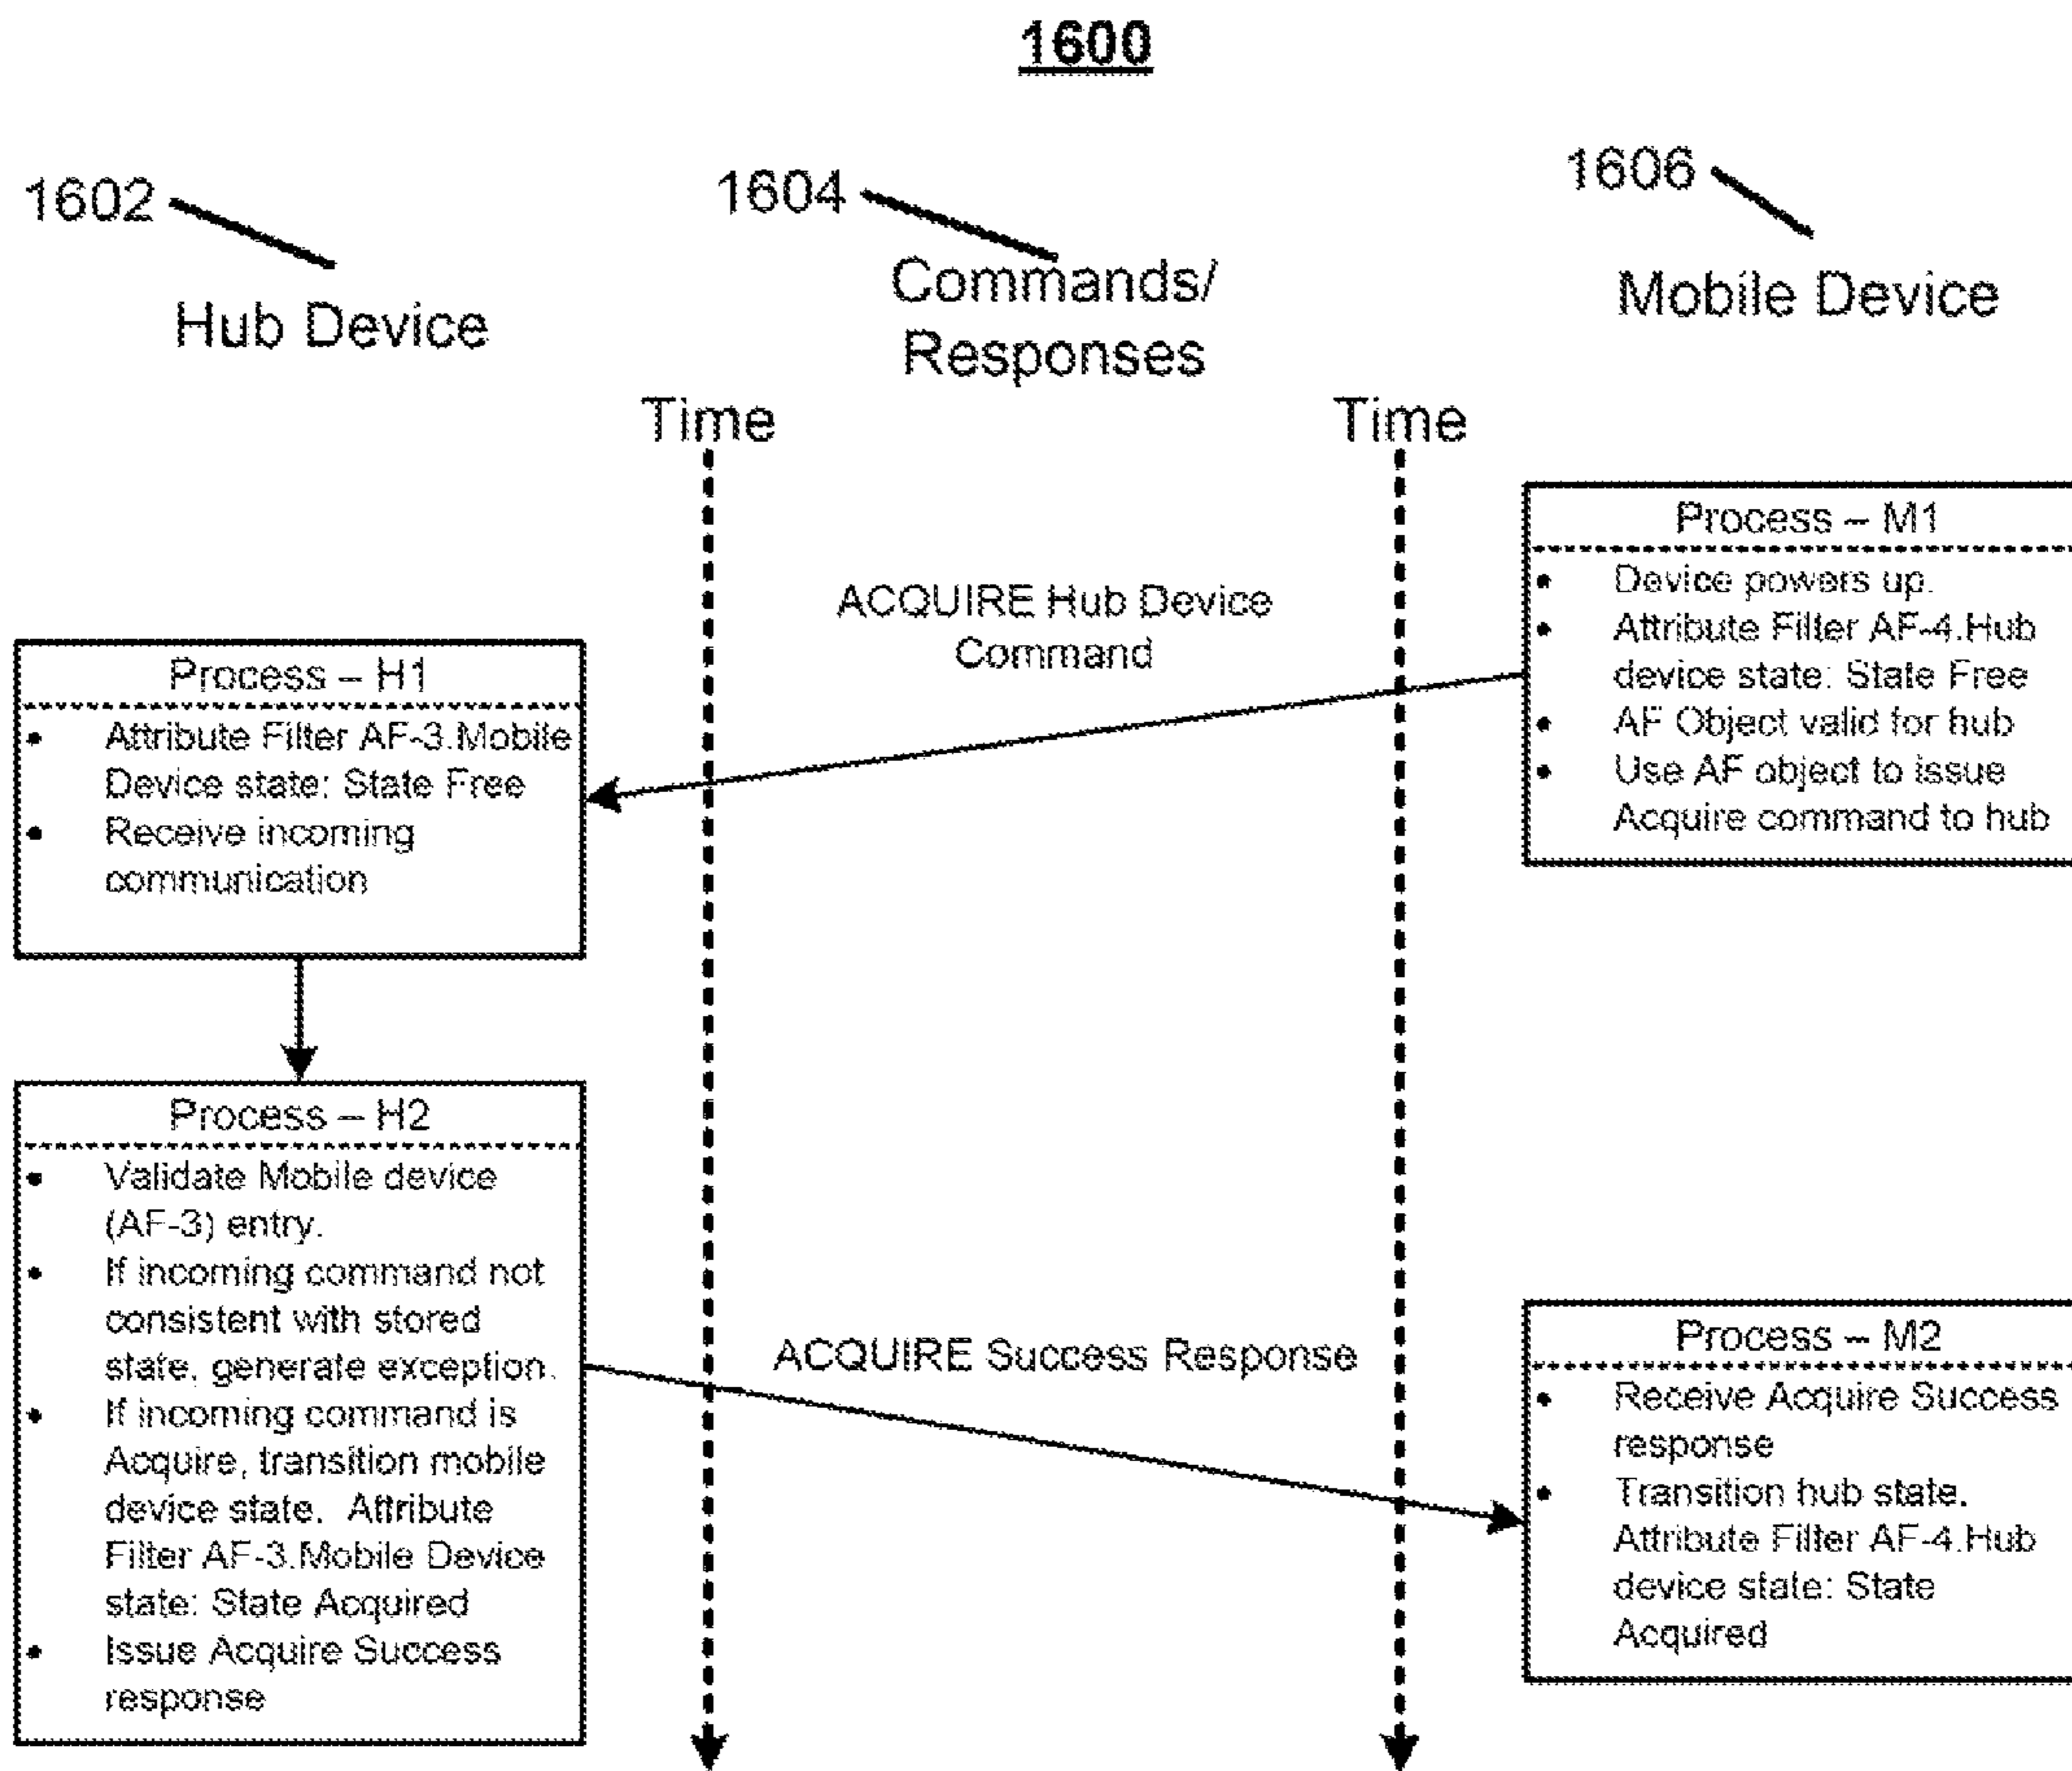 1600
1602
Hub Device
1604
Commands/
Responses
1606
Mobile Device
Time
Time
Process – M1
• Device powers up.
• Attribute Filter AF-4.Hub
device state: State Free
• AF Object valid for hub
• Use AF object to issue
Acquire command to hub
ACQUIRE Hub Device
Command
Process – H1
• Attribute Filter AF-3.Mobile
Device state: State Free
• Receive incoming
communication
Process – H2
• Validate Mobile device
(AF-3) entry.
• If incoming command not
consistent with stored
state, generate exception.
• If incoming command is
Acquire, transition mobile
device state. Attribute
Filter AF-3.Mobile Device
state: State Acquired
• Issue Acquire Success
response
ACQUIRE Success Response
Process – M2
• Receive Acquire Success
response
• Transition hub state.
Attribute Filter AF-4.Hub
device state: State
Acquired